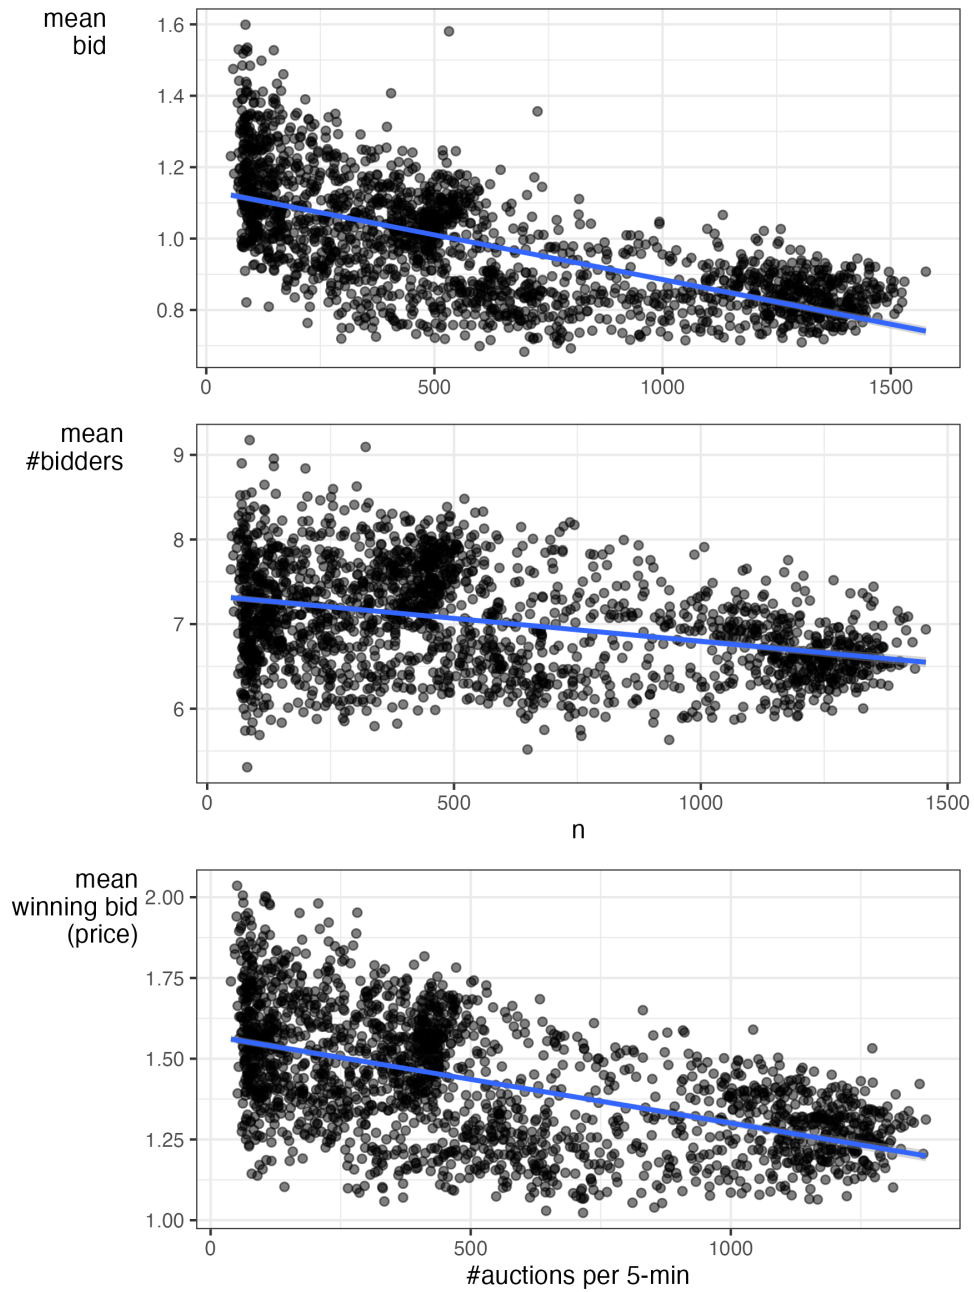 mean
bid
1.6
1.4
1.2
1.0
0.8
0 500 1000 1500
mean
#bidders
9
8
7
6
0 500 1000 1500
n
mean
winning bid
(price)
2.00
1.75
1.50
1.25
1.00
0 500 1000
#auctions per 5-min